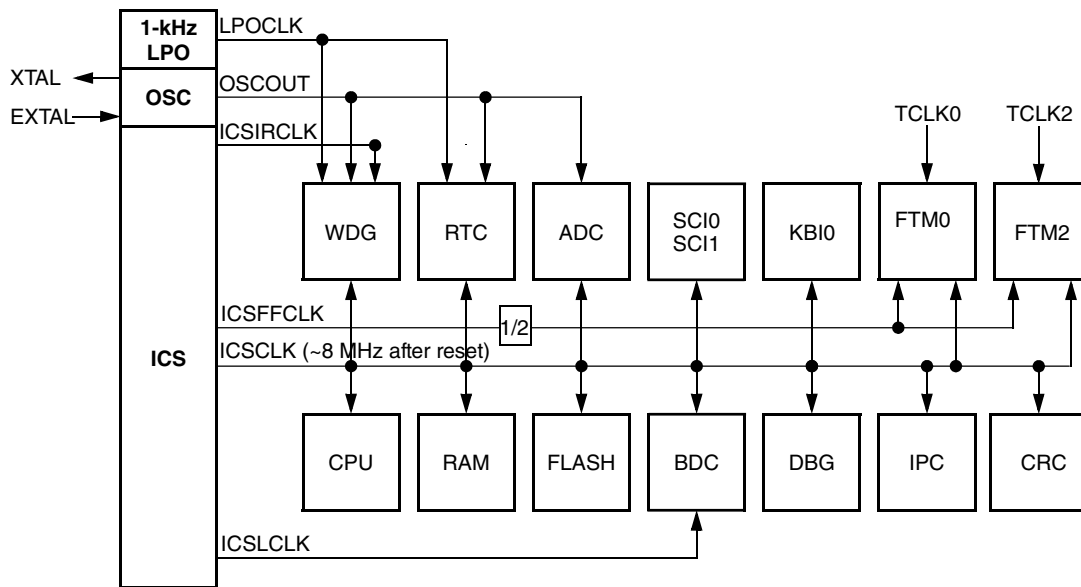 1-kHz
LPO
LPOCLK
XTAL
OSC
OSCOUT
EXTAL
ICSIRCLK
TCLK0
TCLK2
WDG
RTC
ADC
SCI0
SCI1
KBI0
FTM0
FTM2
ICSFFCLK
1/2
ICS
ICSCLK (~8 MHz after reset)
CPU
RAM
FLASH
BDC
DBG
IPC
CRC
ICSLCLK